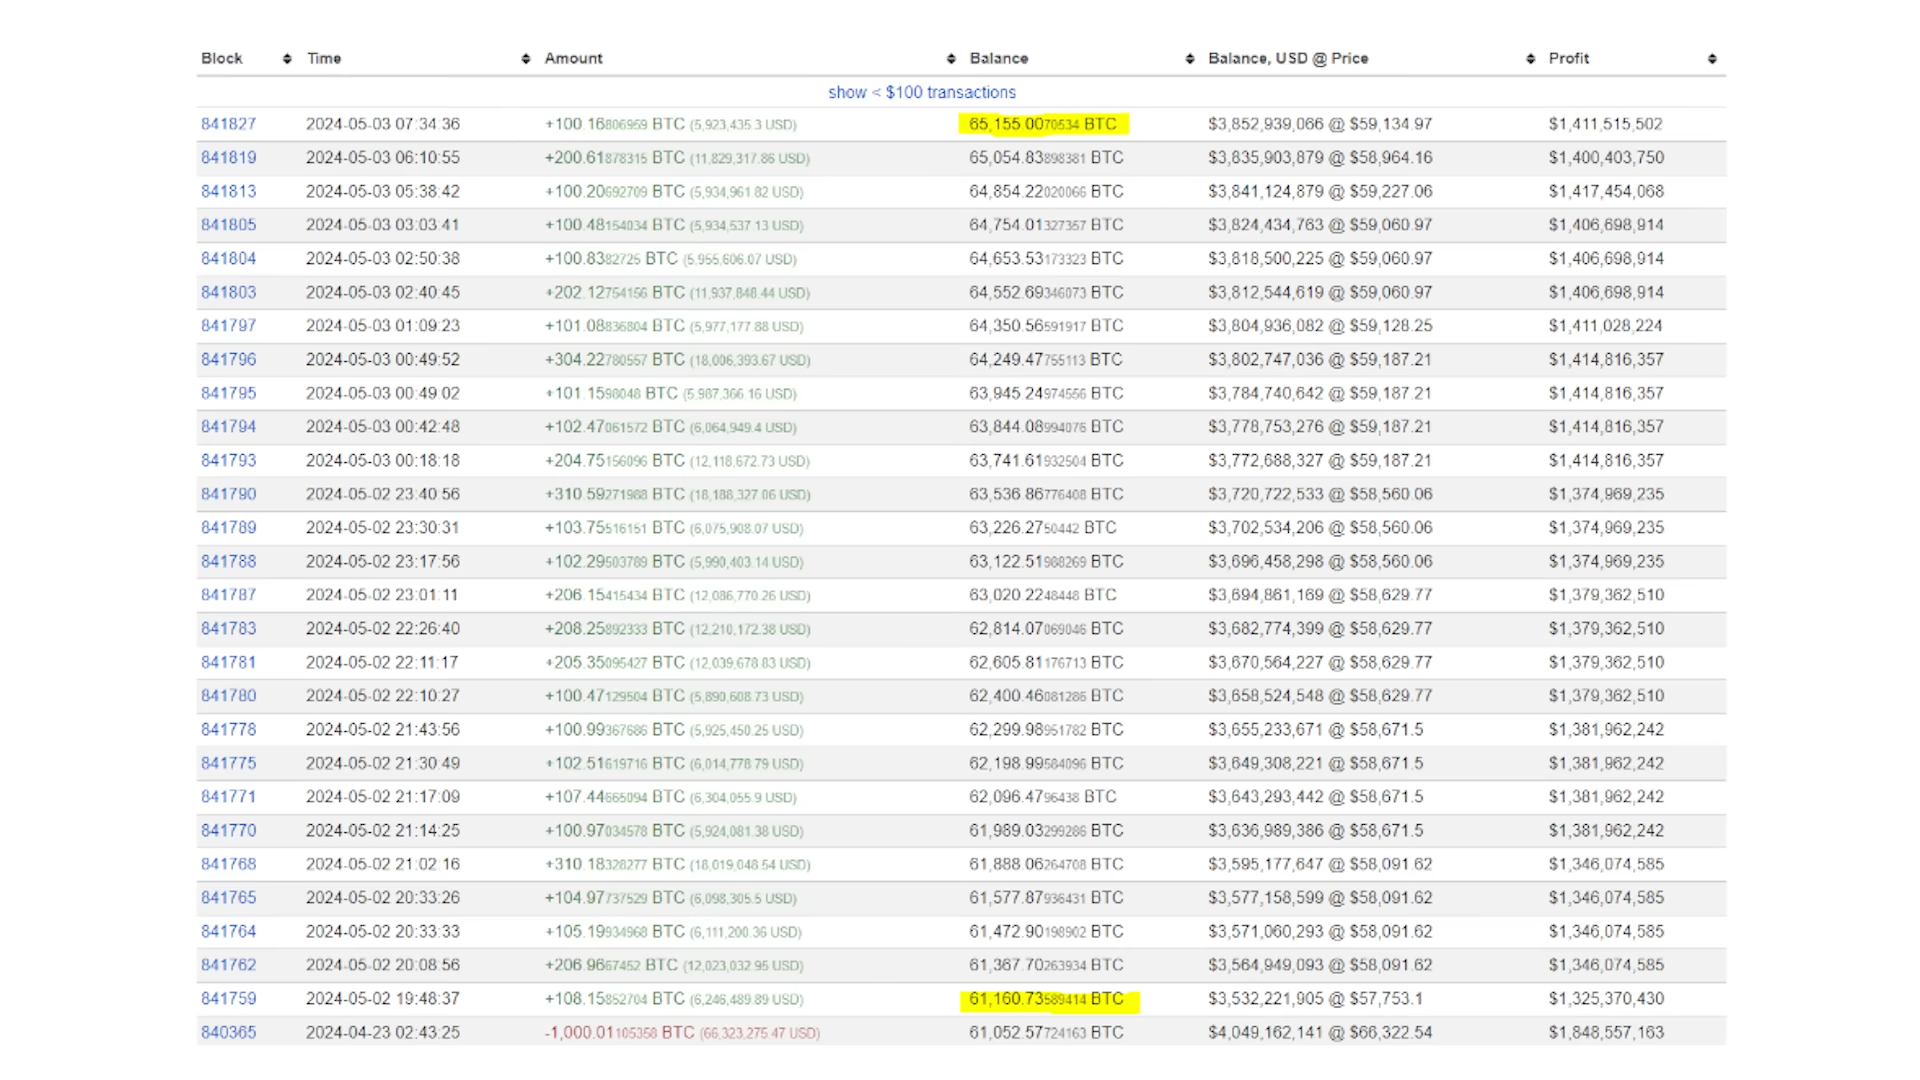 Block Time Amount Balance Balance, USD @ Price Profit
show < $100 transactions
841827 2024-05-03 07:34:36 +100.16806959 BTC (5,923,435.3 USD) 65,155.0070534 BTC $3,852,939,066 @ $59,134.97 $1,411,515,502
841819 2024-05-03 06:10:55 +200.61878315 BTC (11,829,317.86 USD) 65,054.83898381 BTC $3,835,903,879 @ $58,964.16 $1,400,403,750
841813 2024-05-03 05:38:42 +100.20692709 BTC (5,934,961.82 USD) 64,854.22020066 BTC $3,841,124,879 @ $59,227.06 $1,417,454,068
841805 2024-05-03 03:03:41 +100.48154034 BTC (5,934,537.13 USD) 64,754.01327357 BTC $3,824,434,763 @ $59,060.97 $1,406,698,914
841804 2024-05-03 02:50:38 +100.8382725 BTC (5,955,606.07 USD) 64,653.53173323 BTC $3,818,500,225 @ $59,060.97 $1,406,698,914
841803 2024-05-03 02:40:45 +202.12754156 BTC (11,937,848.44 USD) 64,552.69346073 BTC $3,812,544,619 @ $59,060.97 $1,406,698,914
841797 2024-05-03 01:09:23 +101.08836804 BTC (5,977,177.88 USD) 64,350.56591917 BTC $3,804,936,082 @ $59,128.25 $1,411,028,224
841796 2024-05-03 00:49:52 +304.22780557 BTC (18,006,393.67 USD) 64,249.47755113 BTC $3,802,747,036 @ $59,187.21 $1,414,816,357
841795 2024-05-03 00:49:02 +101.1598048 BTC (5,987,366.16 USD) 63,945.24974556 BTC $3,784,740,642 @ $59,187.21 $1,414,816,357
841794 2024-05-03 00:42:48 +102.47061572 BTC (6,064,949.4 USD) 63,844.08994076 BTC $3,778,753,276 @ $59,187.21 $1,414,816,357
841793 2024-05-03 00:18:18 +204.75156096 BTC (12,118,672.73 USD) 63,741.61932504 BTC $3,772,688,327 @ $59,187.21 $1,414,816,357
841790 2024-05-02 23:40:56 +310.59271988 BTC (18,188,327.06 USD) 63,536.86776408 BTC $3,720,722,533 @ $58,560.06 $1,374,969,235
841789 2024-05-02 23:30:31 +103.75516151 BTC (6,075,908.07 USD) 63,226.2750442 BTC $3,702,534,206 @ $58,560.06 $1,374,969,235
841788 2024-05-02 23:17:56 +102.29503789 BTC (5,990,403.14 USD) 63,122.51988269 BTC $3,696,458,298 @ $58,560.06 $1,374,969,235
841787 2024-05-02 23:01:11 +206.15415434 BTC (12,086,770.26 USD) 63,020.2248448 BTC $3,694,861,169 @ $58,629.77 $1,379,362,510
841783 2024-05-02 22:26:40 +208.25892333 BTC (12,210,172.38 USD) 62,814.07069046 BTC $3,682,774,399 @ $58,629.77 $1,379,362,510
841781 2024-05-02 22:11:17 +205.35095427 BTC (12,039,678.83 USD) 62,605.81176713 BTC $3,670,564,227 @ $58,629.77 $1,379,362,510
841780 2024-05-02 22:10:27 +100.47129504 BTC (5,890,608.73 USD) 62,400.46081286 BTC $3,658,524,548 @ $58,629.77 $1,379,362,510
841778 2024-05-02 21:43:56 +100.99367686 BTC (5,925,450.25 USD) 62,299.98951782 BTC $3,655,233,671 @ $58,671.5 $1,381,962,242
841775 2024-05-02 21:30:49 +102.51619716 BTC (6,014,778.79 USD) 62,198.99584096 BTC $3,649,308,221 @ $58,671.5 $1,381,962,242
841771 2024-05-02 21:17:09 +107.44665094 BTC (6,304,055.9 USD) 62,096.4796438 BTC $3,643,293,442 @ $58,671.5 $1,381,962,242
841770 2024-05-02 21:14:25 +100.97034578 BTC (5,924,081.38 USD) 61,989.03299286 BTC $3,636,989,386 @ $58,671.5 $1,381,962,242
841768 2024-05-02 21:02:16 +310.18328277 BTC (18,019,048.54 USD) 61,888.06264708 BTC $3,595,177,647 @ $58,091.62 $1,346,074,585
841765 2024-05-02 20:33:26 +104.97737529 BTC (6,098,305.5 USD) 61,577.87936431 BTC $3,577,158,599 @ $58,091.62 $1,346,074,585
841764 2024-05-02 20:33:33 +105.19934968 BTC (6,111,200.36 USD) 61,472.90198902 BTC $3,571,060,293 @ $58,091.62 $1,346,074,585
841762 2024-05-02 20:08:56 +206.9667452 BTC (12,023,032.95 USD) 61,367.70263934 BTC $3,564,949,093 @ $58,091.62 $1,346,074,585
841759 2024-05-02 19:48:37 +108.15852704 BTC (6,246,489.89 USD) 61,160.73589414 BTC $3,532,221,905 @ $57,753.1 $1,325,370,430
840365 2024-04-23 02:43:25 -1,000.01105358 BTC (66,323,275.47 USD) 61,052.57724163 BTC $4,049,162,141 @ $66,322.54 $1,848,557,163